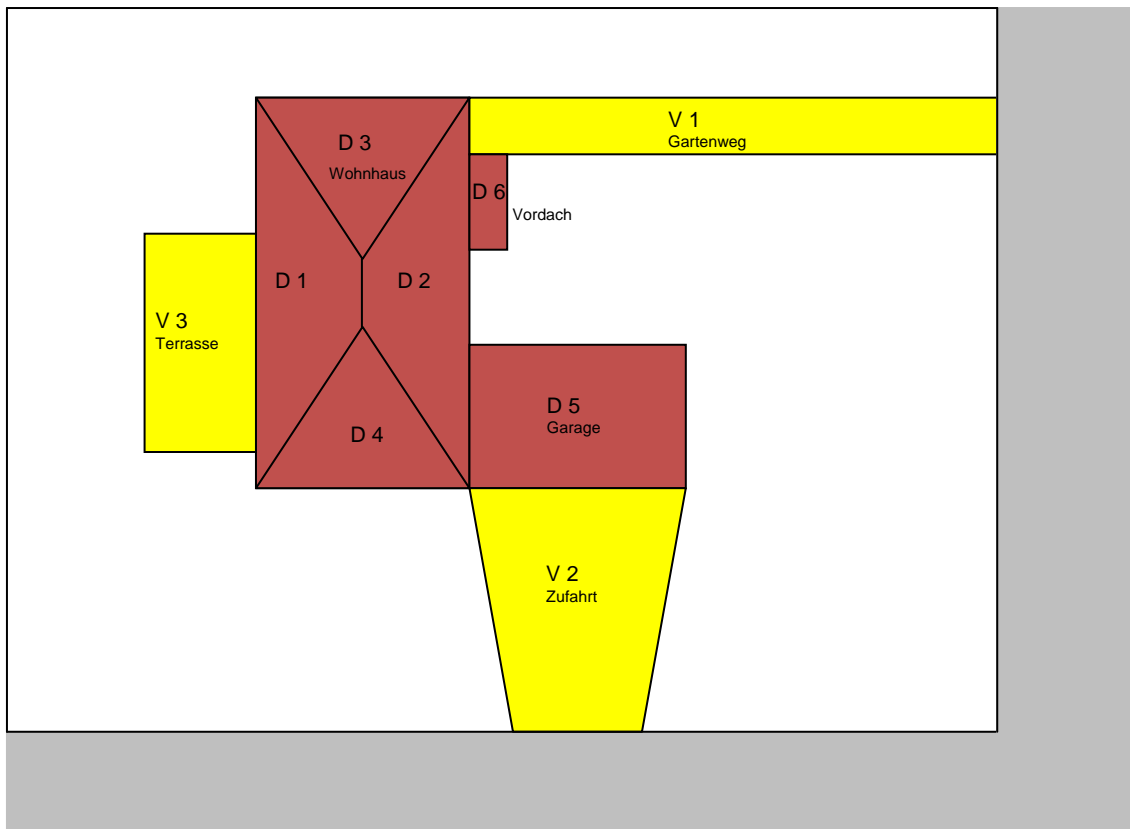 V 1
Gartenweg
D 3
Wohnhaus
D 6
Vordach
D 1
D 2
V 3
Terrasse
D 5
Garage
D 4
V 2
Zufahrt